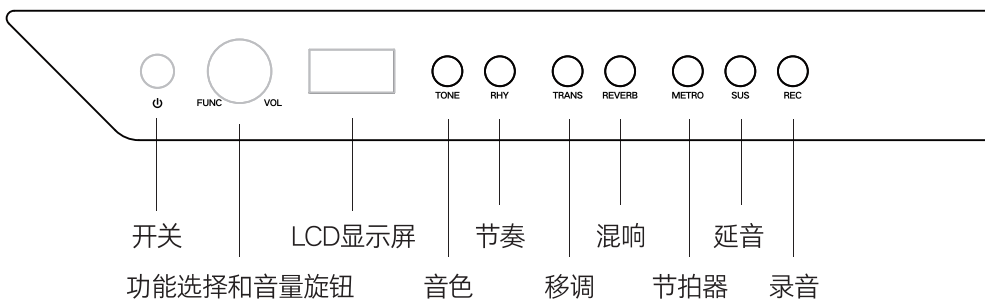 FUNC VOL
TONE RHY TRANS REVERB METRO SUS REC
开关 LCD显示屏 节奏 混响 延音
功能选择和音量旋钮 音色 移调 节拍器 录音